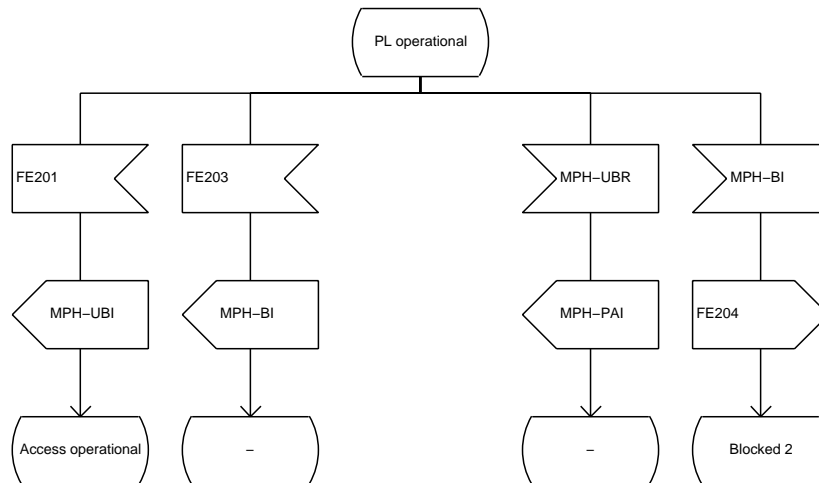 PL operational
FE201
FE203
MPH−UBR
MPH−BI
MPH−UBI
MPH−BI
MPH−PAI
FE204
Access operational
−
−
Blocked 2